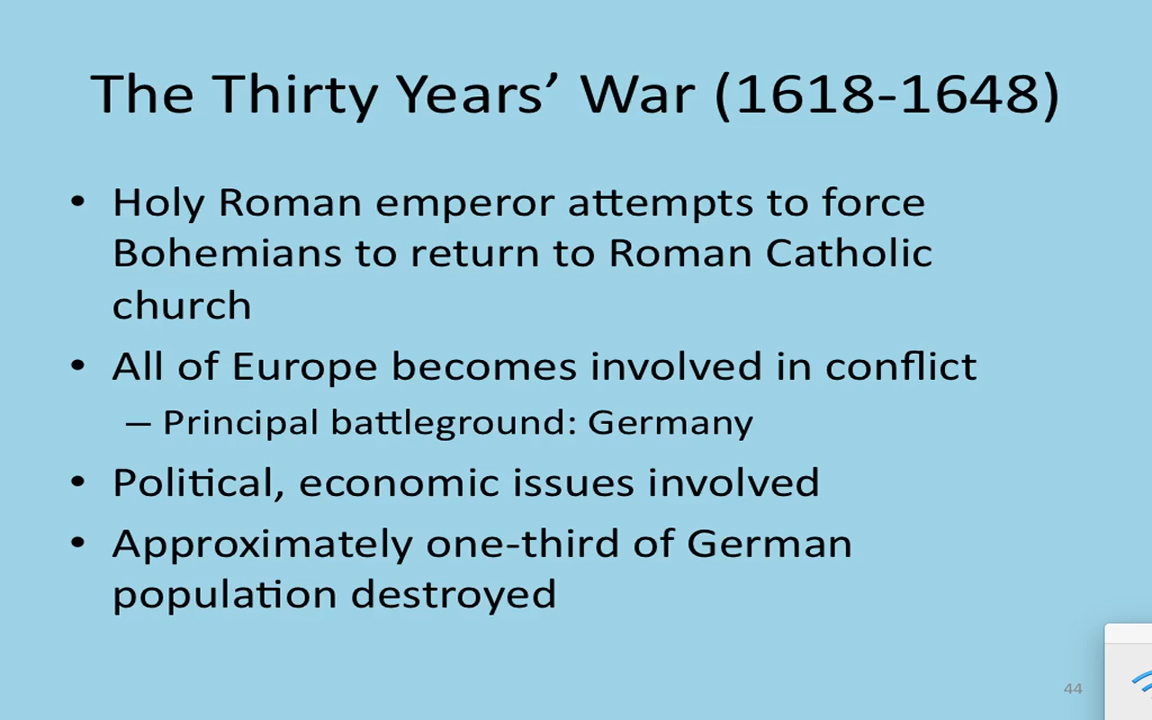 The Thirty Years’ War (1618-1648)
• Holy Roman emperor attempts to force
Bohemians to return to Roman Catholic
church
• All of Europe becomes involved in conflict
– Principal battleground: Germany
• Political, economic issues involved
• Approximately one-third of German
population destroyed
44